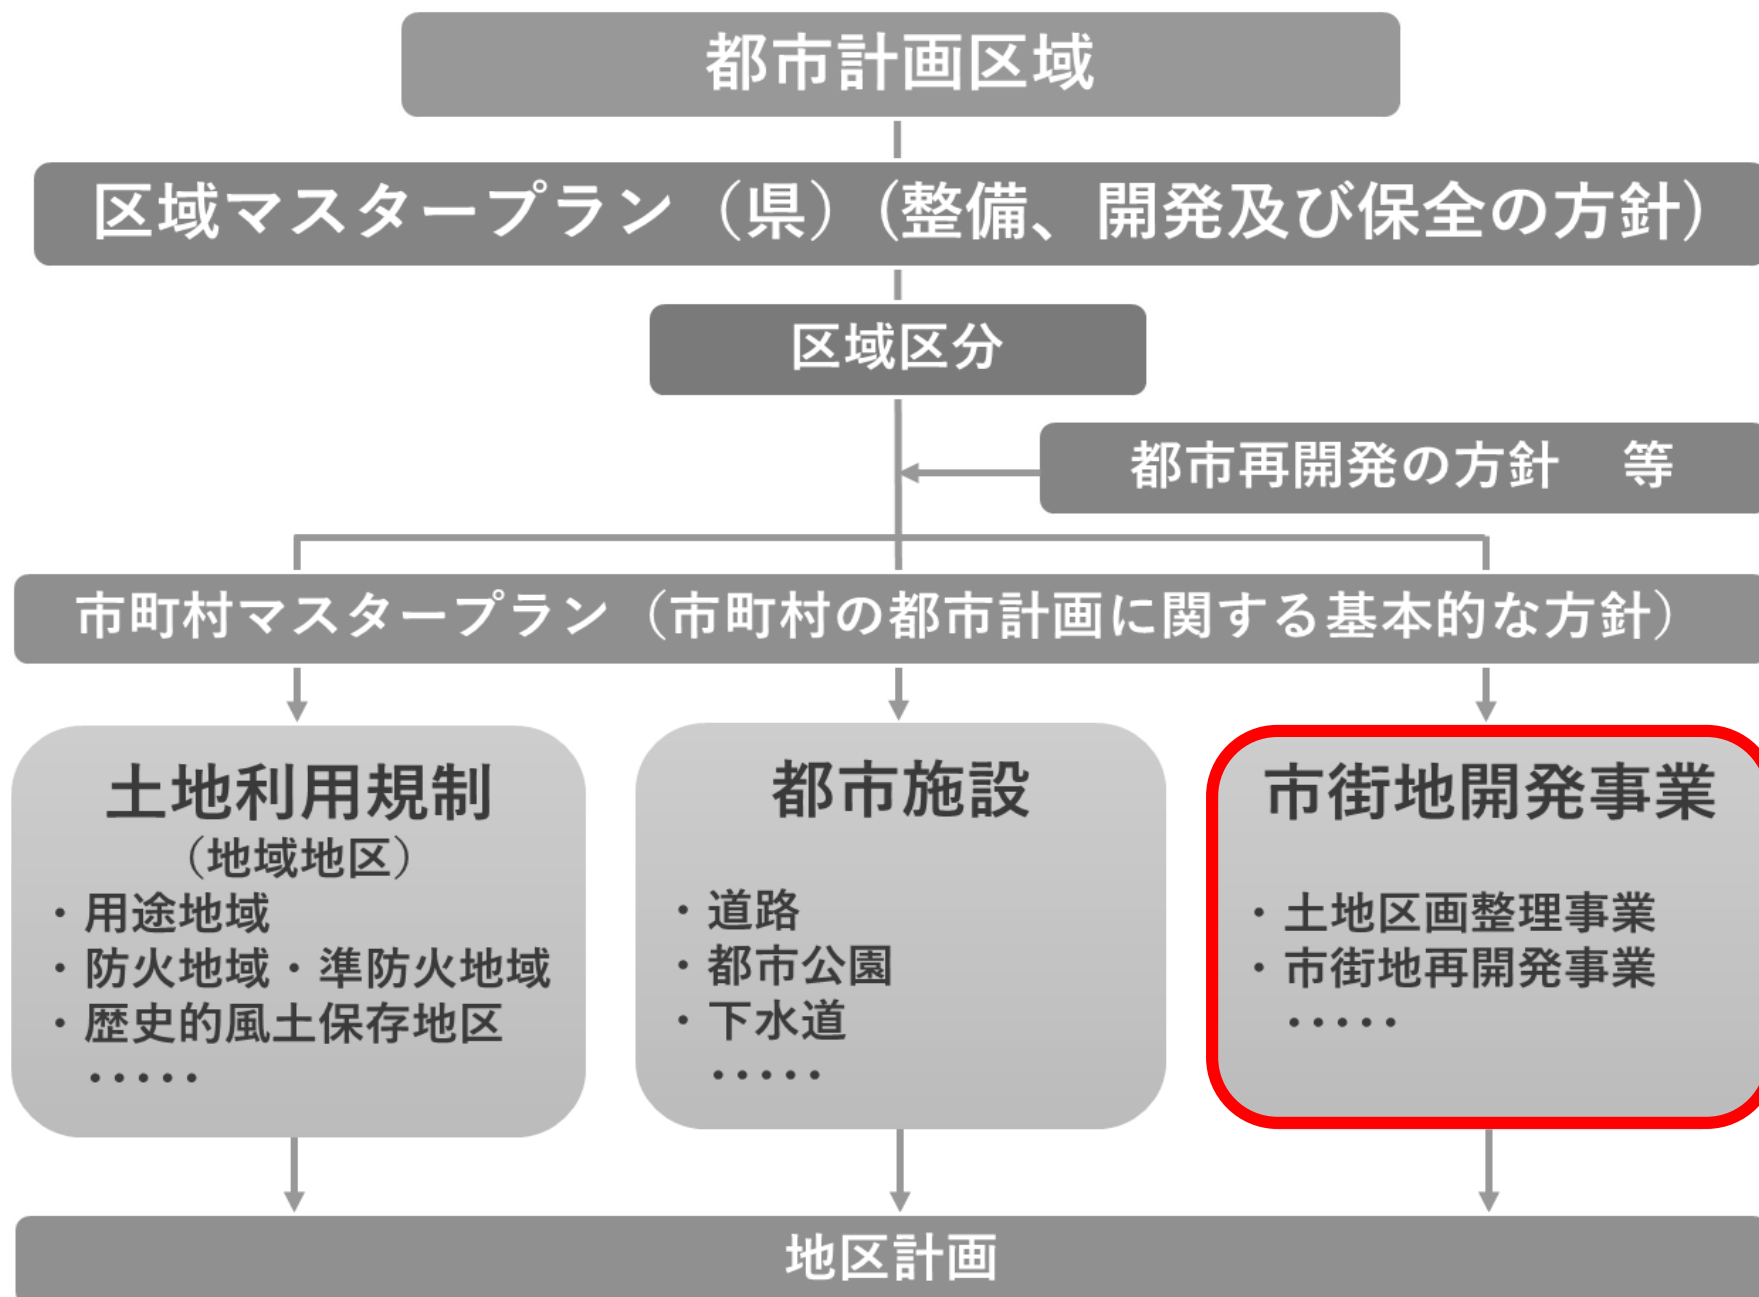 都市計画区域
区域マスタープラン（県）(整備、開発及び保全の方針)
区域区分
都市再開発の方針　等
市町村マスタープラン（市町村の都市計画に関する基本的な方針）
土地利用規制
（地域地区）
・用途地域
・防火地域・準防火地域
・歴史的風土保存地区
・・・・・
都市施設
・道路
・都市公園
・下水道
・・・・・
市街地開発事業
・土地区画整理事業
・市街地再開発事業
・・・・・
地区計画